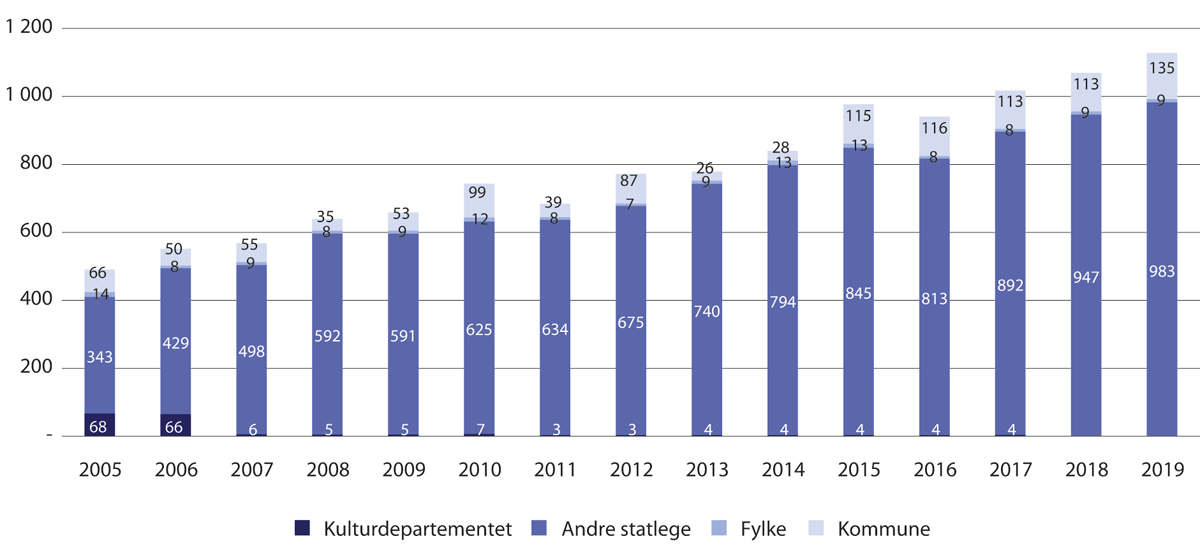 1 200
1 000
800
600
400
200
-
66 50 55 35 53 99 39 87 26 28 115 116 113 113 135
14 8 9 8 9 12 8 7 9 13 13 8 8 9 9
343 429 498 592 591 625 634 675 740 794 845 813 892 947 983
68 66 6 5 5 7 3 3 4 4 4 4 4
2005 2006 2007 2008 2009 2010 2011 2012 2013 2014 2015 2016 2017 2018 2019
Kulturdepartementet Andre statlege Fylke Kommune